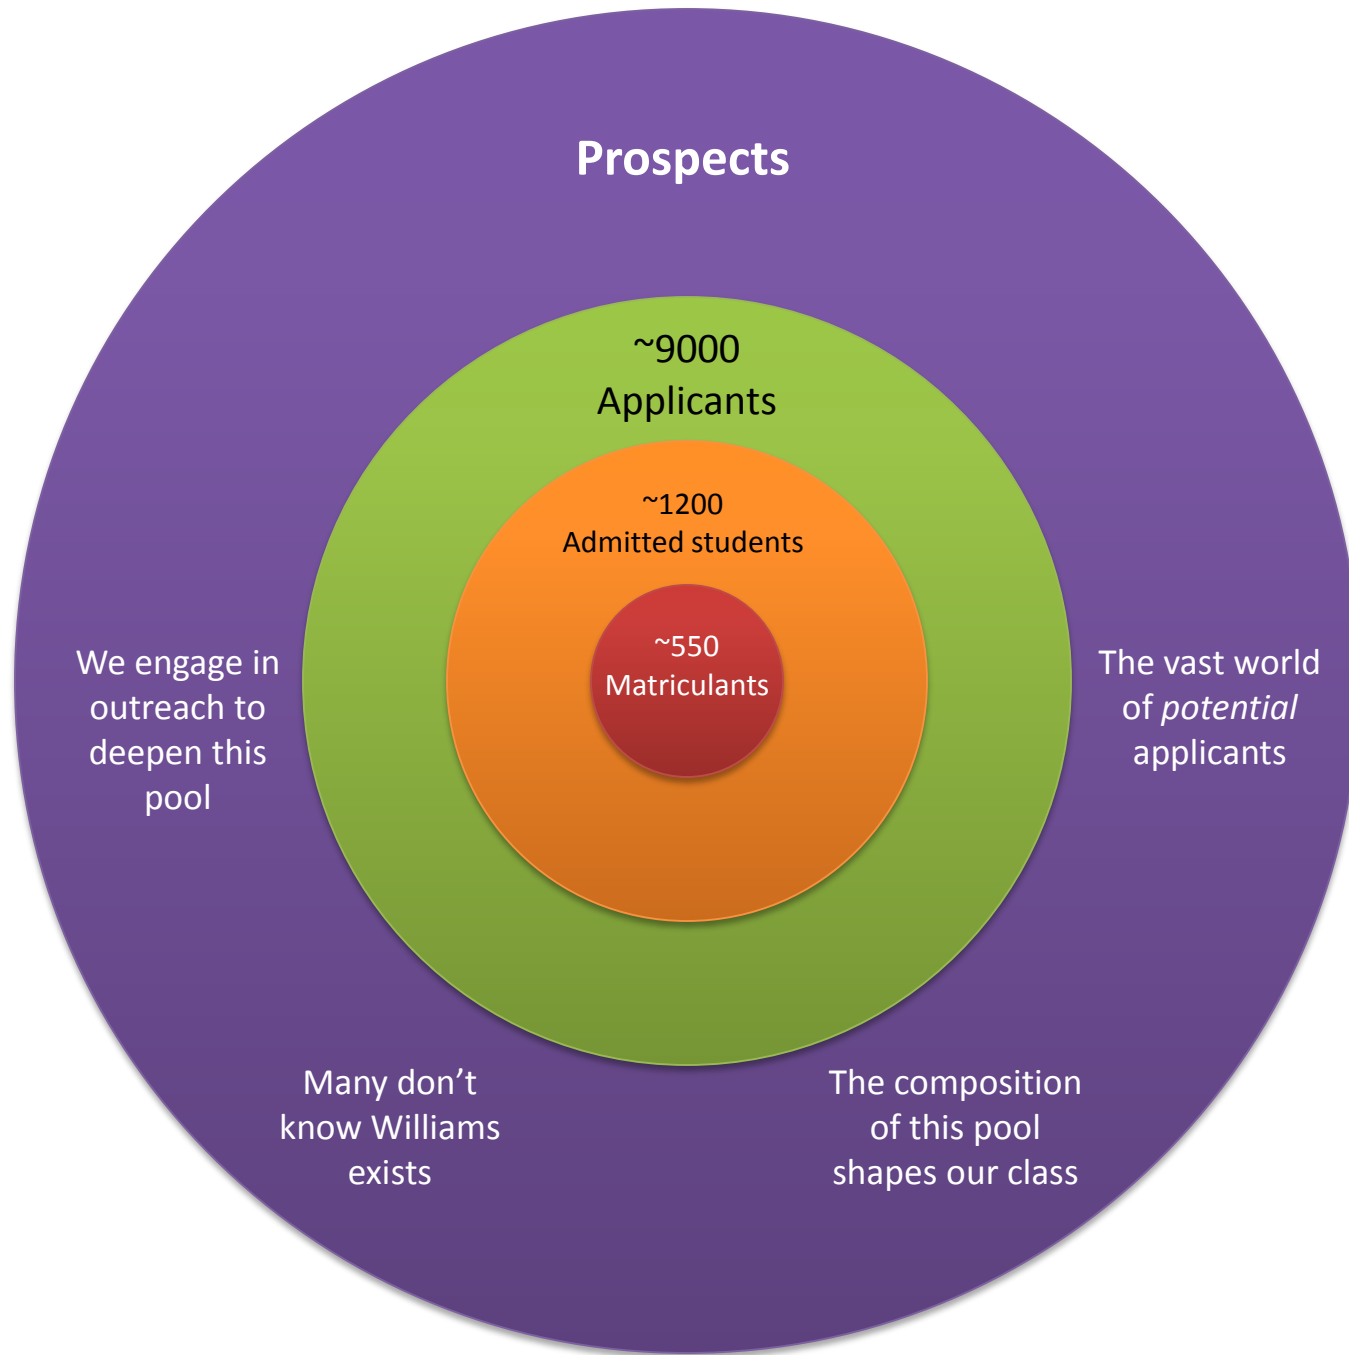 Prospects
~9000
Applicants
~1200
Admitted students
~550
Matriculants
We engage in
outreach to
deepen this
pool
The vast world
of potential
applicants
Many don’t
know Williams
exists
The composition
of this pool
shapes our class